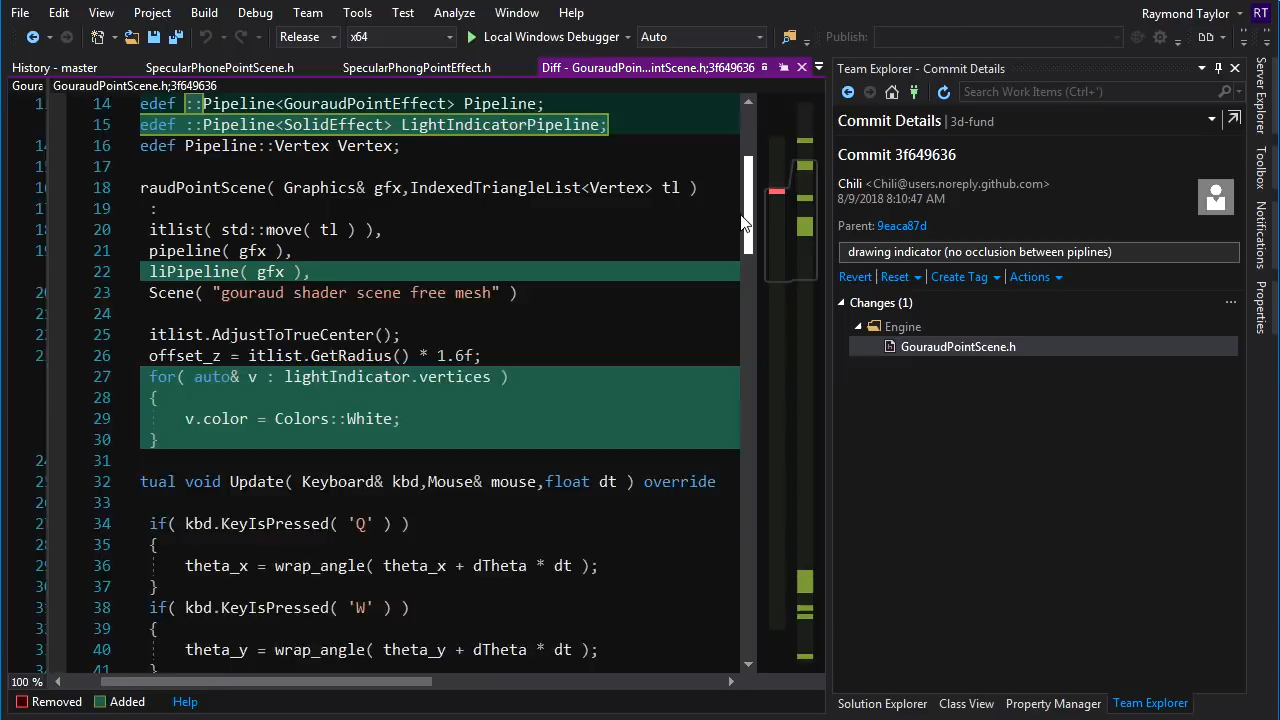 File Edit View Project Build Debug Team Tools Test Analyze Window Help Raymond Taylor RT
Release x64 Local Windows Debugger Auto Publish:
History - master SpecularPhonePointScene.h SpecularPhongPointEffect.h Diff - GouraudPoin...intScene.h;3f649636
Goura GouraudPointScene.h;3f649636
14 edef ::Pipeline<GouraudPointEffect> Pipeline;
15 edef ::Pipeline<SolidEffect> LightIndicatorPipeline;
16 edef Pipeline::Vertex Vertex;
17
18 raudPointScene( Graphics& gfx,IndexedTriangleList<Vertex> tl )
19 :
20 itlist( std::move( tl ) ),
21 pipeline( gfx ),
22 liPipeline( gfx ),
23 Scene( "gouraud shader scene free mesh" )
24
25 itlist.AdjustToTrueCenter();
26 offset_z = itlist.GetRadius() * 1.6f;
27 for( auto& v : lightIndicator.vertices )
28 {
29 v.color = Colors::White;
30 }
31
32 tual void Update( Keyboard& kbd,Mouse& mouse,float dt ) override
33
34 if( kbd.KeyIsPressed( 'Q' ) )
35 {
36 theta_x = wrap_angle( theta_x + dTheta * dt );
37 }
38 if( kbd.KeyIsPressed( 'W' ) )
39 {
40 theta_y = wrap_angle( theta_y + dTheta * dt );
41 }
100 %
Removed Added Help
Team Explorer - Commit Details
Search Work Items (Ctrl+')
Commit Details | 3d-fund
Commit 3f649636
Chili <Chili@users.noreply.github.com>
8/9/2018 8:10:47 AM
Parent: 9eaca87d
drawing indicator (no occlusion between piplines)
Revert Reset Create Tag Actions
Changes (1)
Engine
GouraudPointScene.h
Solution Explorer Class View Property Manager Team Explorer
Server Explorer
Toolbox
Notifications
Properties